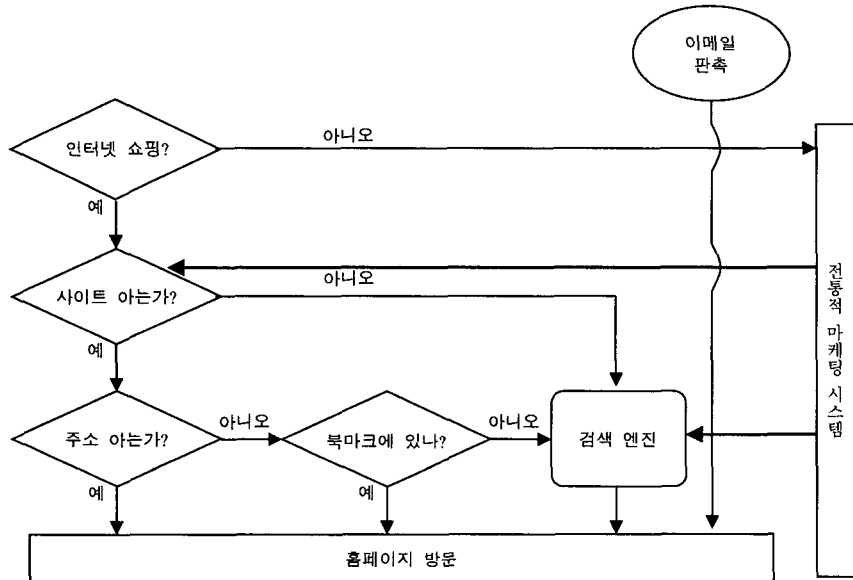 이메일
판촉
아니오
인터넷 쇼핑?
예
아니오
사이트 아는가?
예
전통적 마케팅 시스템
아니오
아니오
주소 아는가?
북마크에 있나?
검색 엔진
예
예
홈페이지 방문